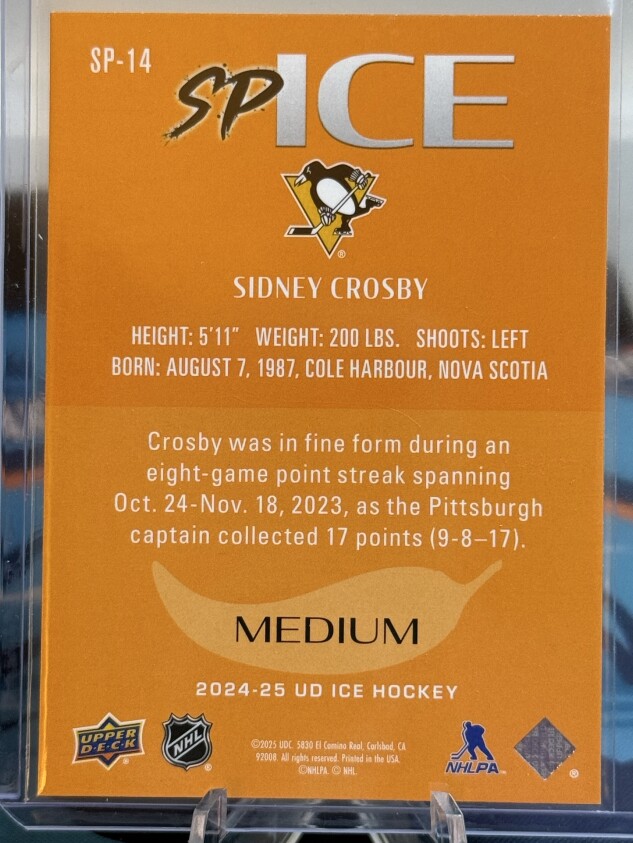 SP-14
SPICE
SIDNEY CROSBY
HEIGHT: 5'11" WEIGHT: 200 LBS. SHOOTS: LEFT
BORN: AUGUST 7, 1987, COLE HARBOUR, NOVA SCOTIA
Crosby was in fine form during an
eight-game point streak spanning
Oct. 24-Nov. 18, 2023, as the Pittsburgh
captain collected 17 points (9-8–17).
MEDIUM
2024-25 UD ICE HOCKEY
UPPER
D·E·C·K
NHL
©2025 UDC. 5830 El Camino Real, Carlsbad, CA
92008. All rights reserved. Printed in the USA.
©NHLPA. © NHL.
NHLPA